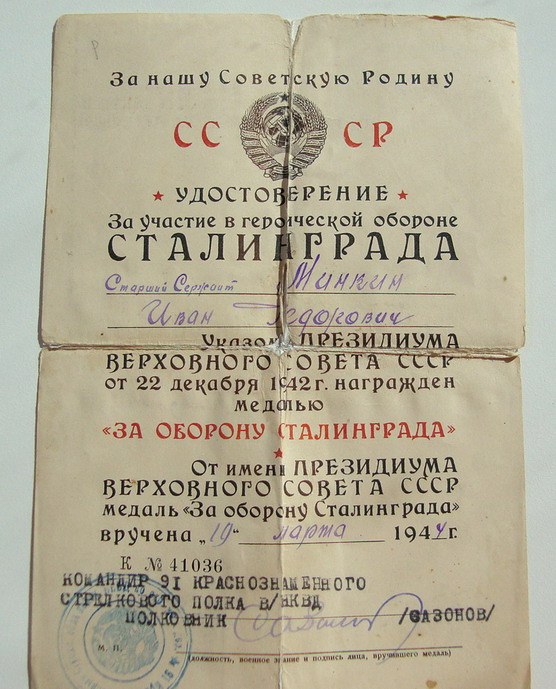 За нашу Советскую Родину
СССР
УДОСТОВЕРЕНИЕ
За участие в героической обороне
СТАЛИНГРАДА
Старший Сержант Минкин
Иван Федорович
Указом ПРЕЗИДИУМА
ВЕРХОВНОГО СОВЕТА СССР
от 22 декабря 1942 г. награжден
медалью
«ЗА ОБОРОНУ СТАЛИНГРАДА»
От имени ПРЕЗИДИУМА
ВЕРХОВНОГО СОВЕТА СССР
медаль «За оборону Сталинграда»
вручена „19“ марта 1944 г.
К № 41036
КОМАНДИР 91 КРАСНОЗНАМЕННОГО
СТРЕЛКОВОГО ПОЛКА В/НКВД
ПОЛКОВНИК /САЗОНОВ/
М. П.
(должность, военное звание и подпись лица, вручившего медаль)